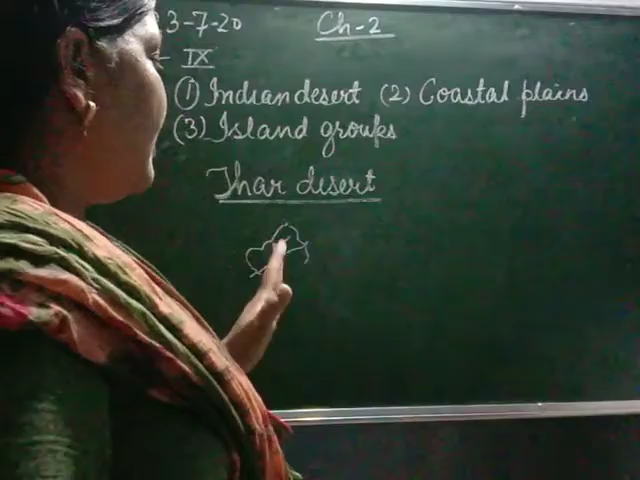 3-7-20 Ch-2
- IX
(1) Indian desert (2) Coastal plains
(3) Island groups
Thar desert